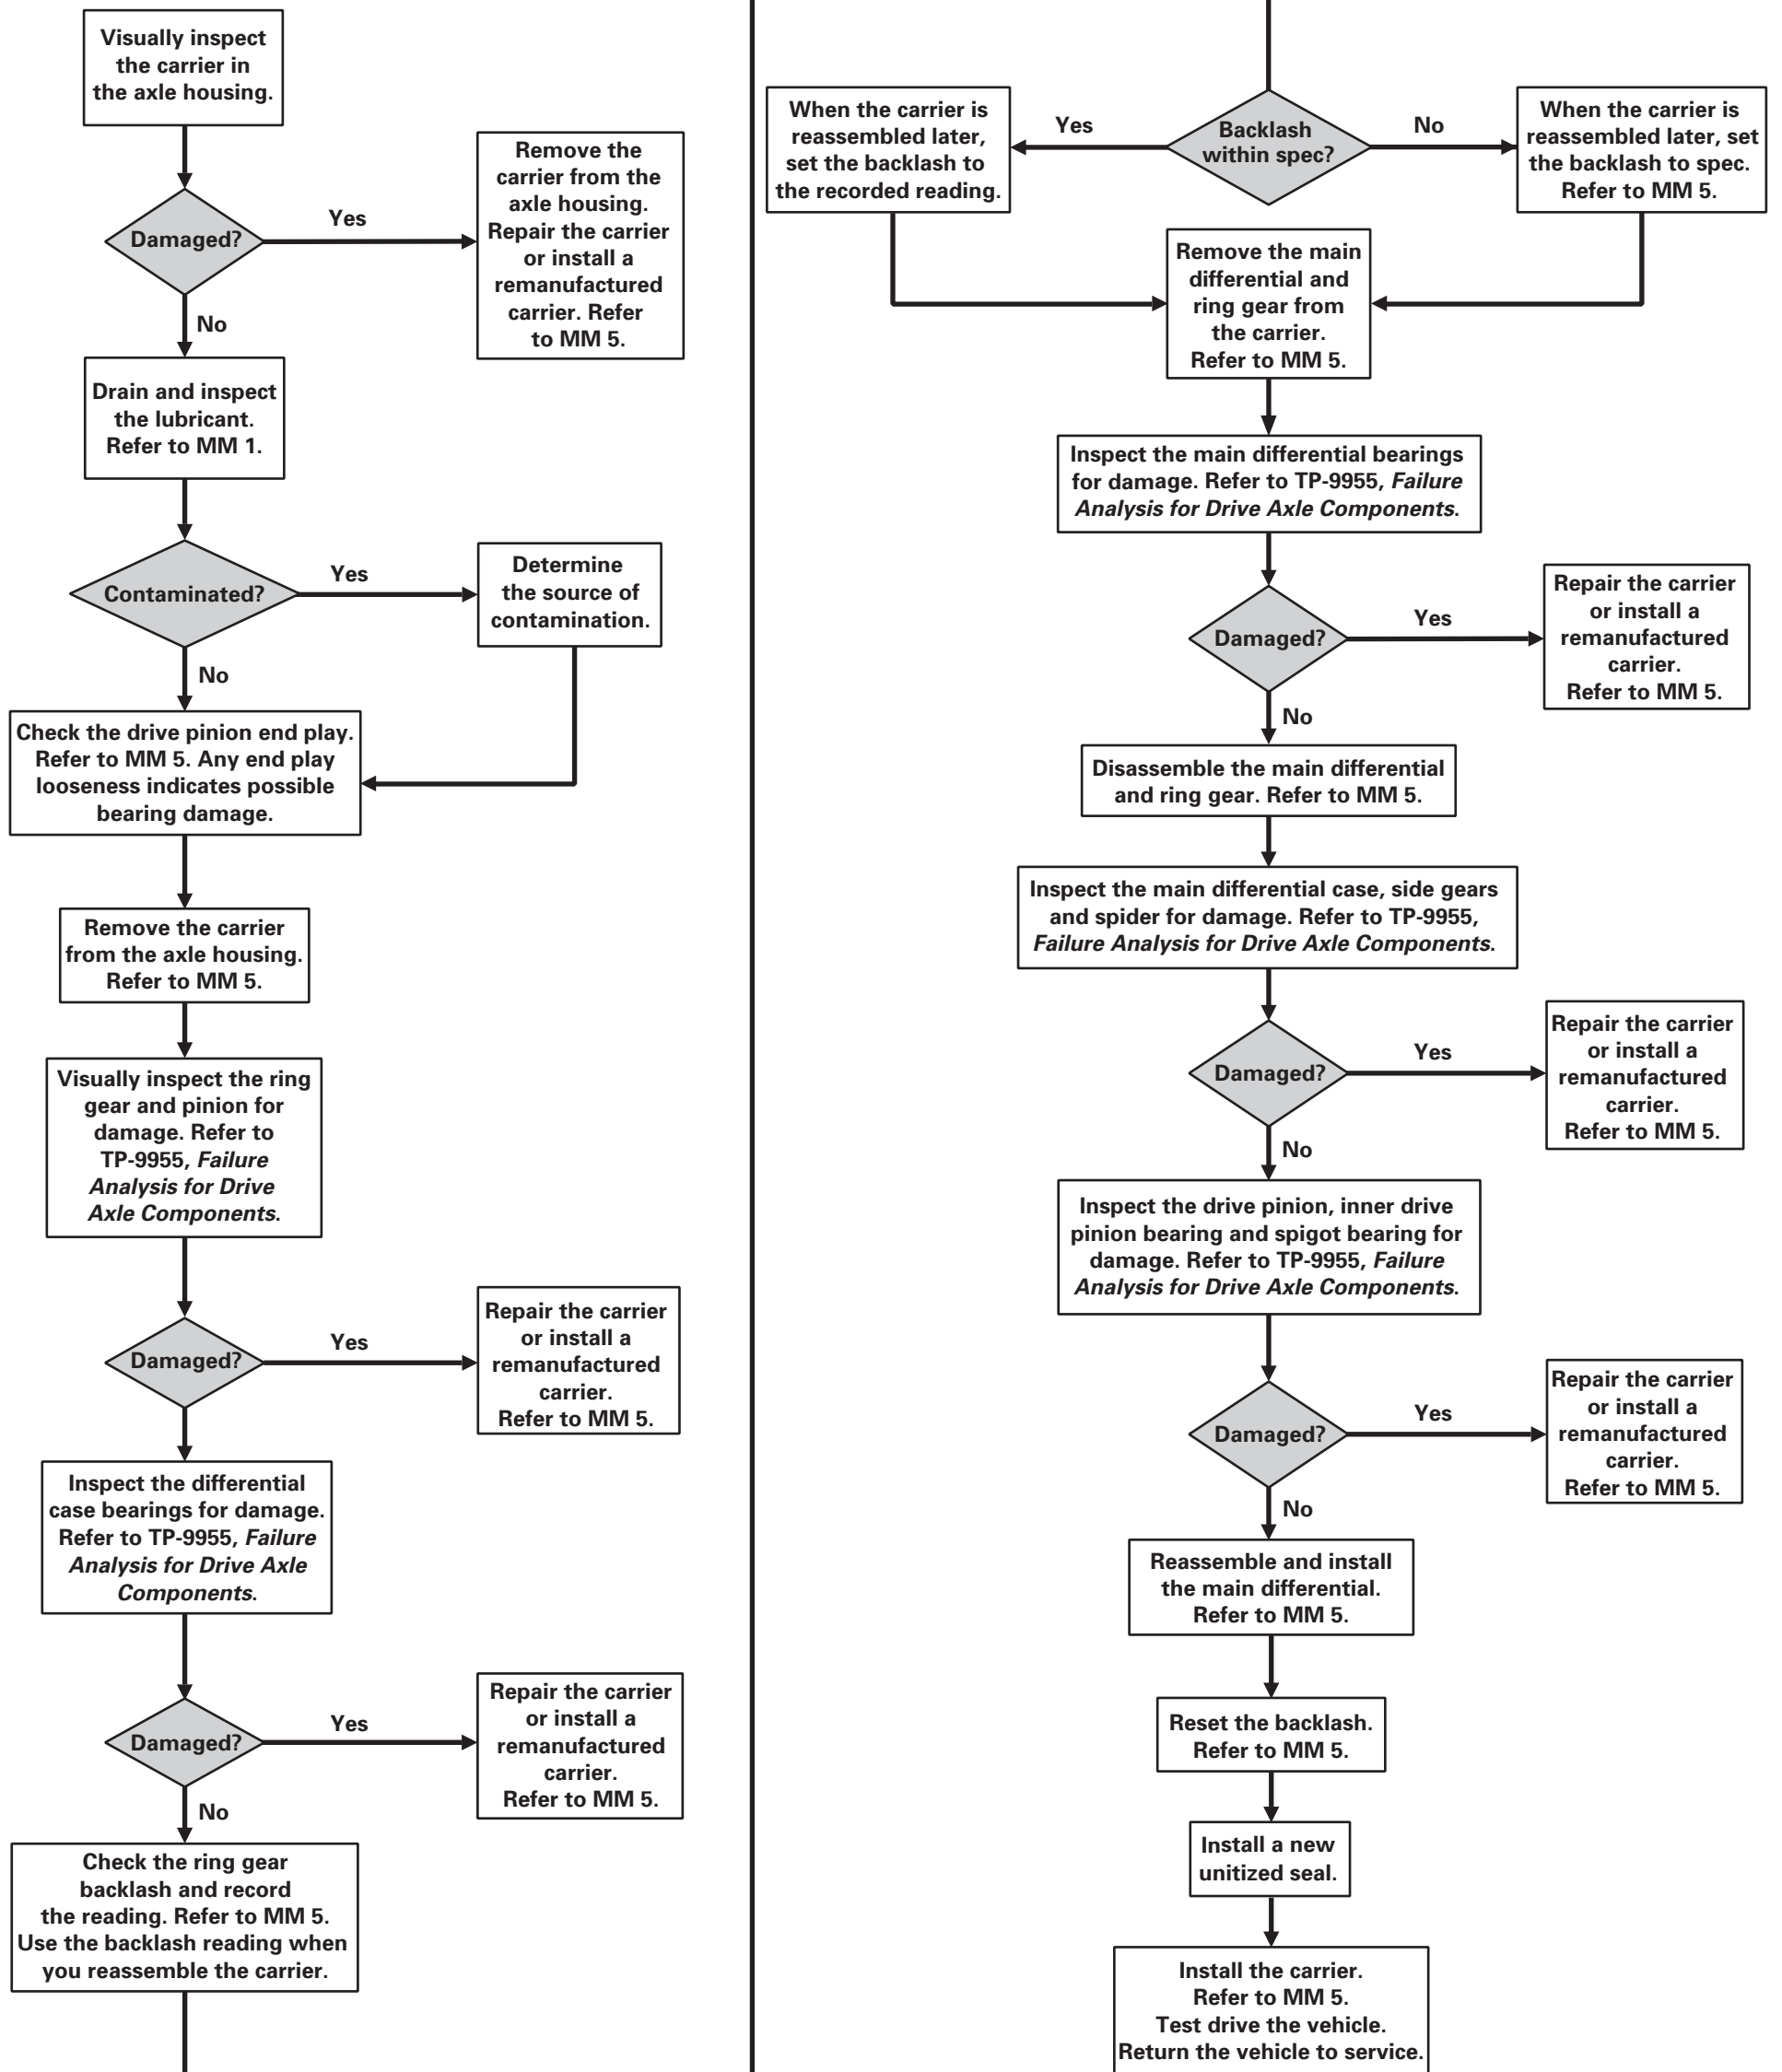 Visually inspect
the carrier in
the axle housing.
Damaged?
Yes
Remove the
carrier from the
axle housing.
Repair the carrier
or install a
remanufactured
carrier. Refer
to MM 5.
No
Drain and inspect
the lubricant.
Refer to MM 1.
Contaminated?
Yes
Determine
the source of
contamination.
No
Check the drive pinion end play.
Refer to MM 5. Any end play
looseness indicates possible
bearing damage.
Remove the carrier
from the axle housing.
Refer to MM 5.
Visually inspect the ring
gear and pinion for
damage. Refer to
TP-9955, Failure
Analysis for Drive
Axle Components.
Damaged?
Yes
Repair the carrier
or install a
remanufactured
carrier.
Refer to MM 5.
Inspect the differential
case bearings for damage.
Refer to TP-9955, Failure
Analysis for Drive Axle
Components.
Damaged?
Yes
Repair the carrier
or install a
remanufactured
carrier.
Refer to MM 5.
No
Check the ring gear
backlash and record
the reading. Refer to MM 5.
Use the backlash reading when
you reassemble the carrier.
Backlash
within spec?
Yes
When the carrier is
reassembled later,
set the backlash to
the recorded reading.
No
When the carrier is
reassembled later, set
the backlash to spec.
Refer to MM 5.
Remove the main
differential and
ring gear from
the carrier.
Refer to MM 5.
Inspect the main differential bearings
for damage. Refer to TP-9955, Failure
Analysis for Drive Axle Components.
Damaged?
Yes
Repair the carrier
or install a
remanufactured
carrier.
Refer to MM 5.
No
Disassemble the main differential
and ring gear. Refer to MM 5.
Inspect the main differential case, side gears
and spider for damage. Refer to TP-9955,
Failure Analysis for Drive Axle Components.
Damaged?
Yes
Repair the carrier
or install a
remanufactured
carrier.
Refer to MM 5.
No
Inspect the drive pinion, inner drive
pinion bearing and spigot bearing for
damage. Refer to TP-9955, Failure
Analysis for Drive Axle Components.
Damaged?
Yes
Repair the carrier
or install a
remanufactured
carrier.
Refer to MM 5.
No
Reassemble and install
the main differential.
Refer to MM 5.
Reset the backlash.
Refer to MM 5.
Install a new
unitized seal.
Install the carrier.
Refer to MM 5.
Test drive the vehicle.
Return the vehicle to service.